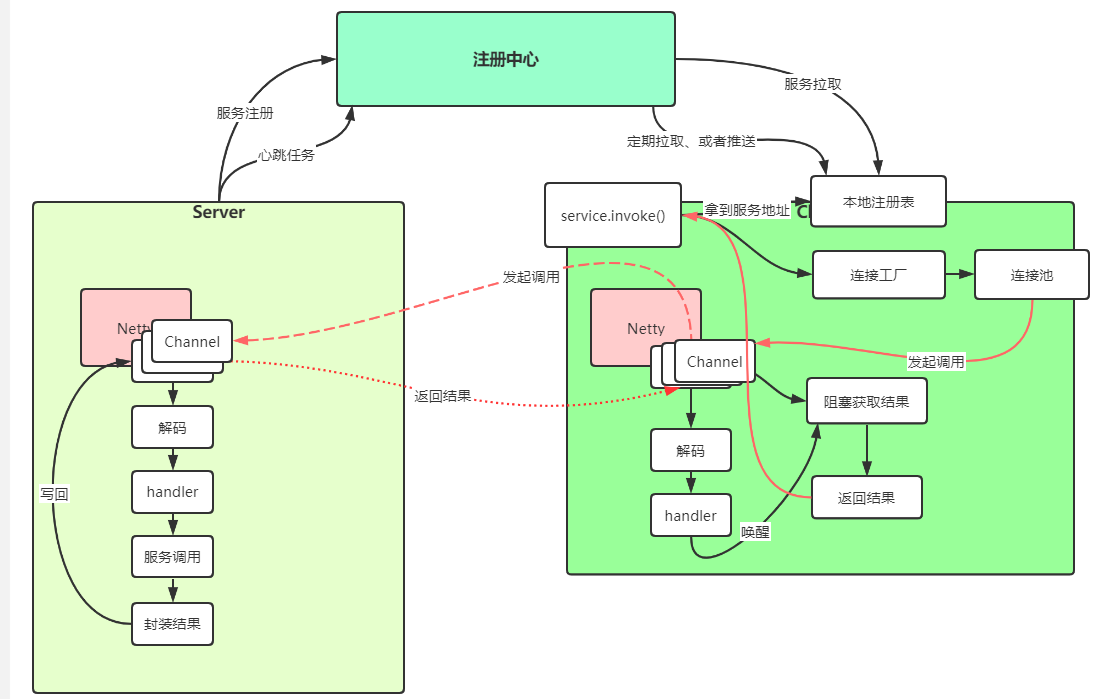 注册中心
服务注册
服务拉取
心跳任务
定期拉取、或者推送
Server
service.invoke()
拿到服务地址
本地注册表
连接工厂
连接池
发起调用
Netty
Channel
Netty
Channel
发起调用
返回结果
阻塞获取结果
解码
解码
handler
handler
返回结果
写回
唤醒
服务调用
封装结果